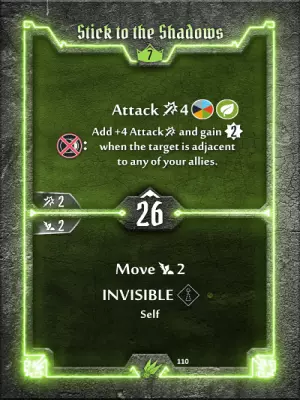 Stick to the Shadows
7
Attack 4
Add +4 Attack and gain 2
: when the target is adjacent
to any of your allies.
2
26
2
Move 2
INVISIBLE
Self
110